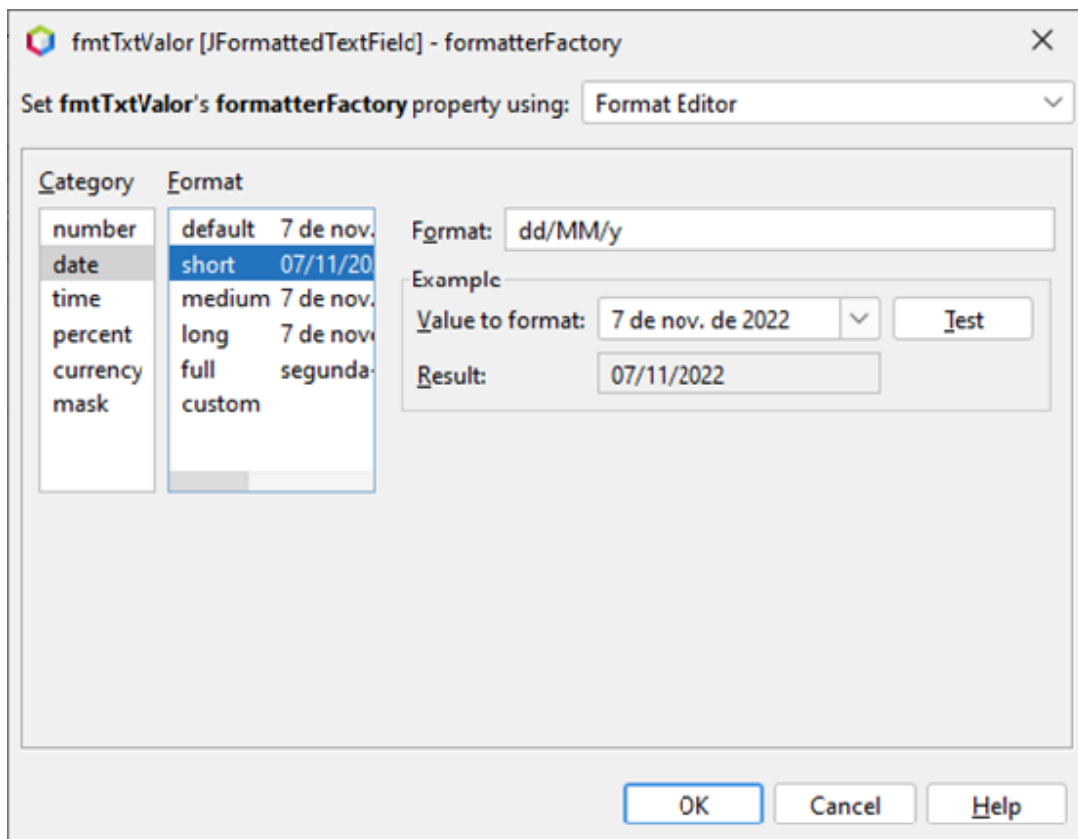 fmtTxtValor [JFormattedTextField] - formatterFactory
Set fmtTxtValor's formatterFactory property using: Format Editor
Category Format
number
date
time
percent
currency
mask
default 7 de nov.
short 07/11/20
medium 7 de nov.
long 7 de nove
full segunda-
custom
Format: dd/MM/y
Example
Value to format: 7 de nov. de 2022 Test
Result: 07/11/2022
OK Cancel Help